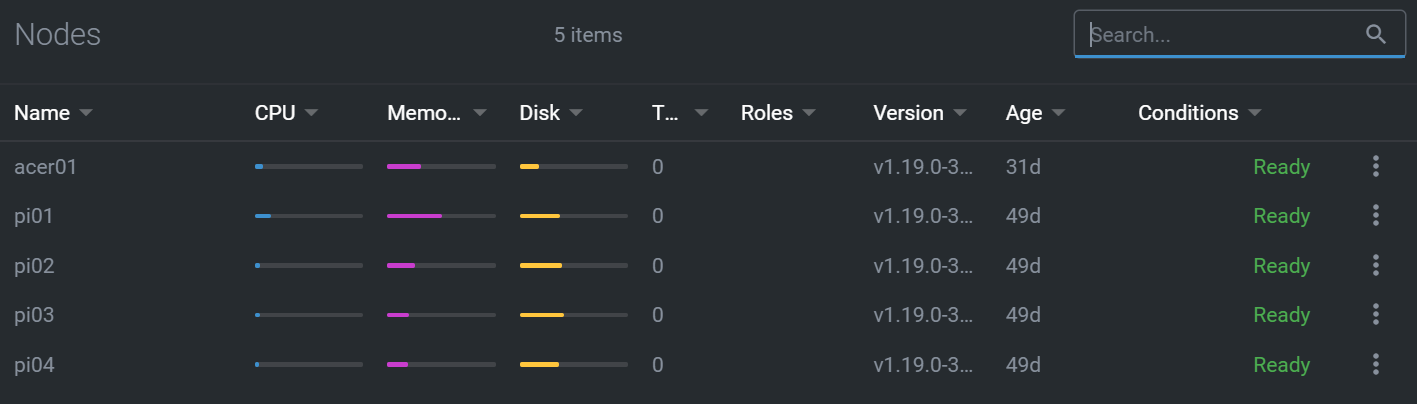 Nodes 5 items Search...
Name CPU Memo... Disk T... Roles Version Age Conditions
acer01 0 v1.19.0-3... 31d Ready
pi01 0 v1.19.0-3... 49d Ready
pi02 0 v1.19.0-3... 49d Ready
pi03 0 v1.19.0-3... 49d Ready
pi04 0 v1.19.0-3... 49d Ready